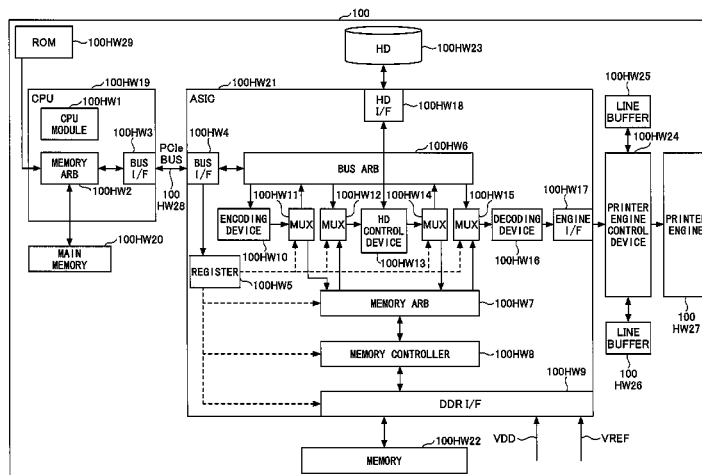 100
ROM
100HW29
HD
100HW23
100HW19
CPU
100HW1
CPU
MODULE
100HW3
MEMORY
ARB
BUS
I/F
100HW2
PCIe
BUS
100
HW28
100HW20
MAIN
MEMORY
100HW21
ASIC
HD
I/F
100HW18
100HW4
BUS
I/F
100HW6
BUS ARB
100HW11
100HW12
100HW14
100HW15
100HW17
ENCODING
DEVICE
MUX
MUX
HD
CONTROL
DEVICE
MUX
MUX
DECODING
DEVICE
ENGINE
I/F
100HW10
100HW13
100HW16
REGISTER
100HW5
MEMORY ARB
100HW7
MEMORY CONTROLLER
100HW8
100HW9
DDR I/F
100HW22
MEMORY
VDD
VREF
100HW25
LINE
BUFFER
100HW24
PRINTER
ENGINE
CONTROL
DEVICE
PRINTER
ENGINE
LINE
BUFFER
100
HW26
100
HW27